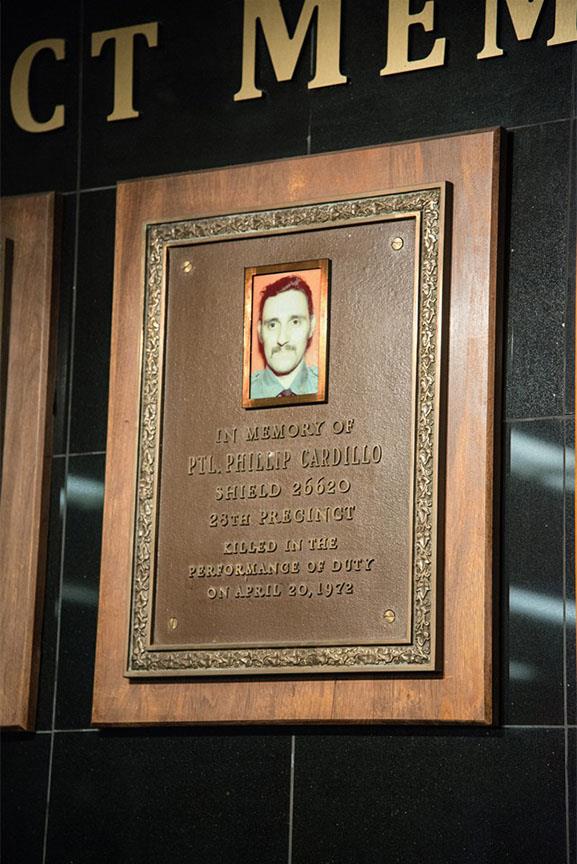 CT MEM
IN MEMORY OF
PTL. PHILLIP CARDILLO
SHIELD 26620
28TH PRECINCT
KILLED IN THE
PERFORMANCE OF DUTY
ON APRIL 20, 1972